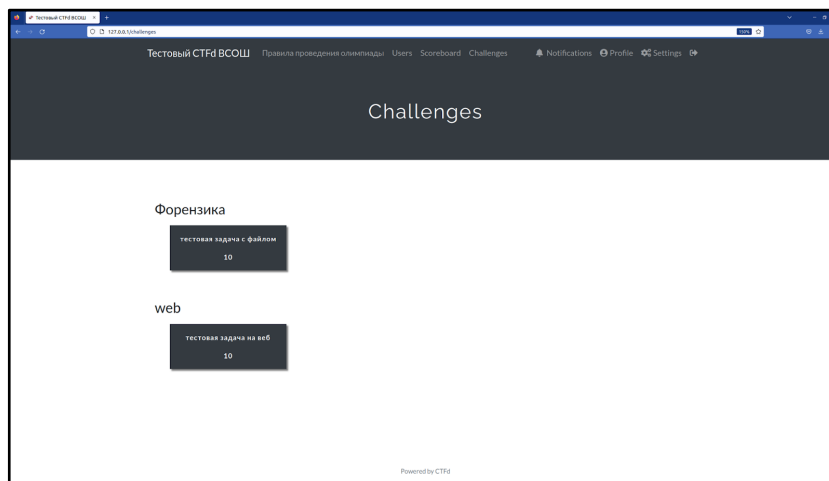 Тестовый CTFd ВСОШ
127.0.0.1/challenges
150%
Тестовый CTFd ВСОШ Правила проведения олимпиады Users Scoreboard Challenges Notifications Profile Settings
Challenges
Форензика
тестовая задача с файлом
10
web
тестовая задача на веб
10
Powered by CTFd